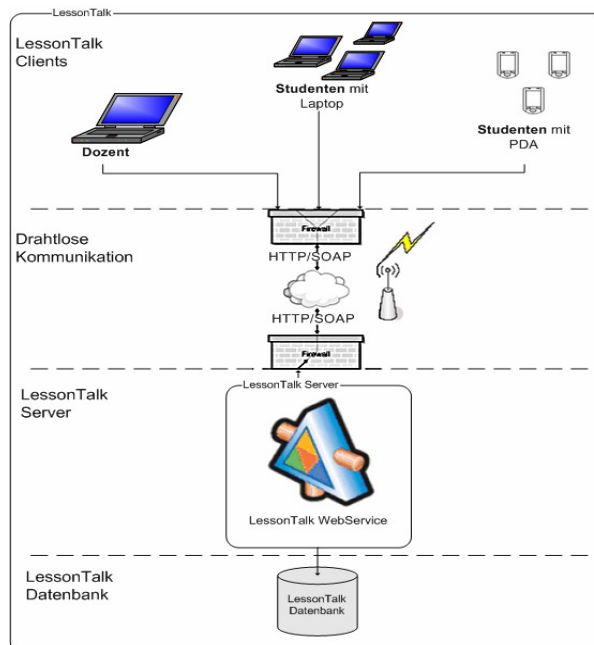 LessonTalk
LessonTalk
Clients
Studenten mit
Laptop
Dozent
Studenten mit
PDA
Drahtlose
Kommunikation
Firewall
HTTP/SOAP
HTTP/SOAP
Firewall
LessonTalk
Server
LessonTalk Server
LessonTalk WebService
LessonTalk
Datenbank
LessonTalk
Datenbank